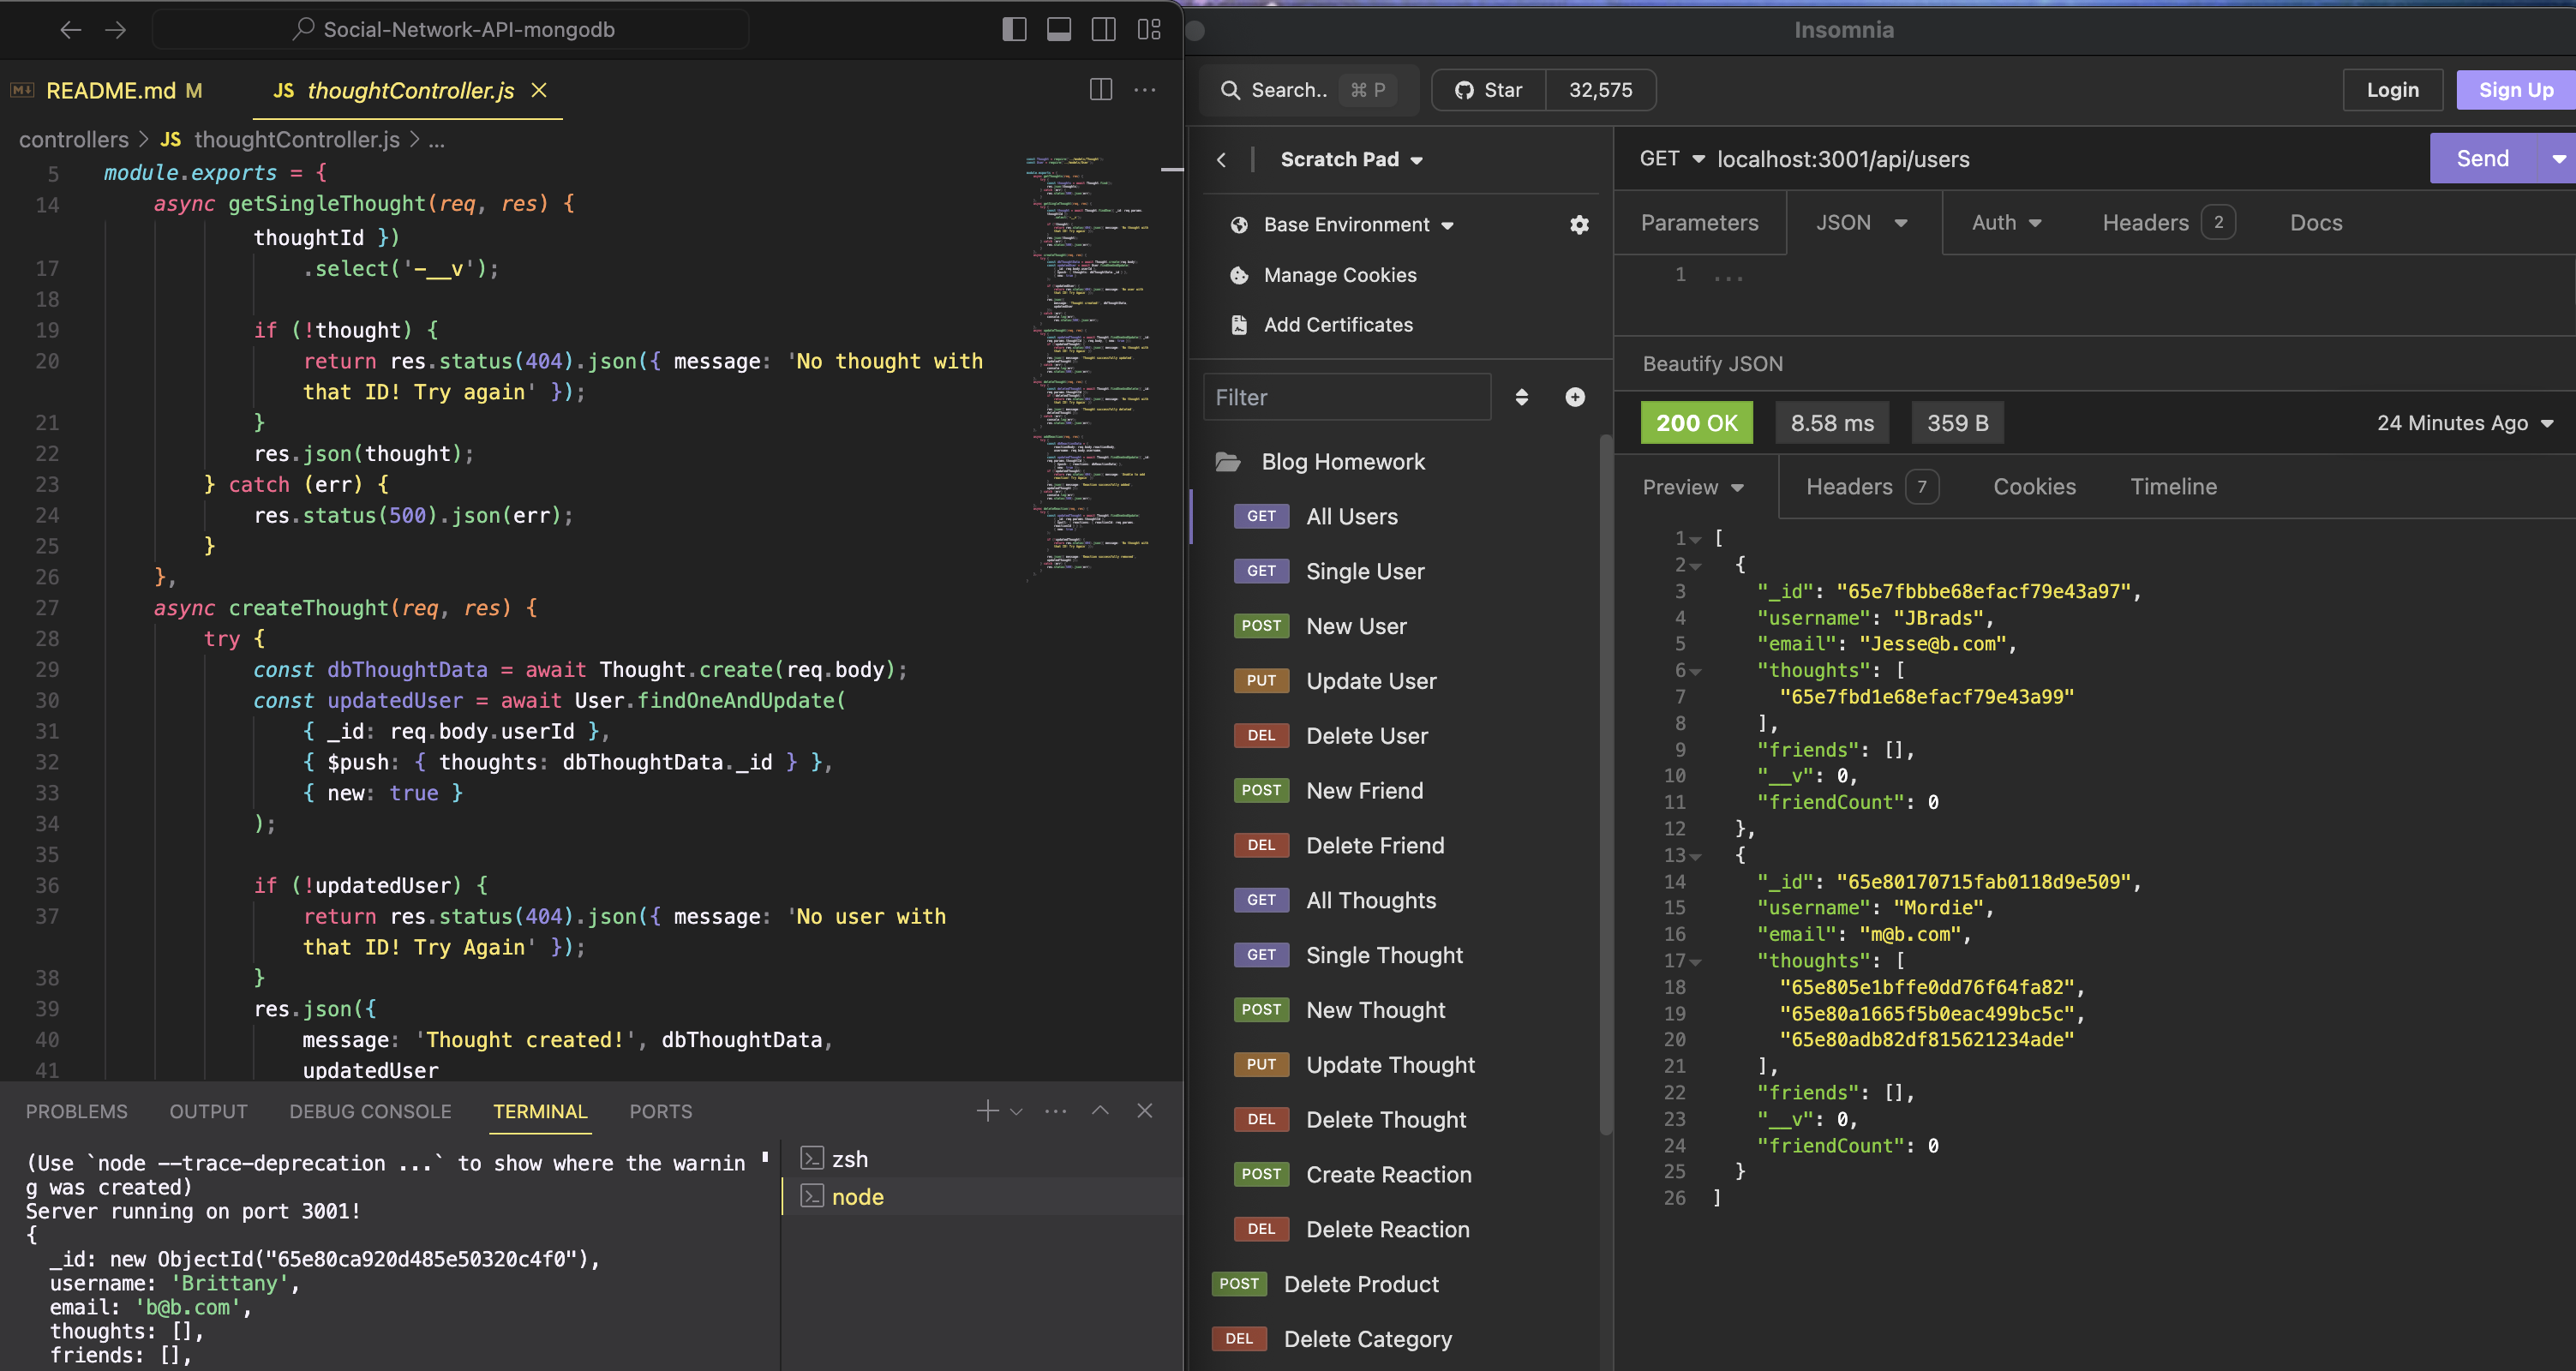 Social-Network-API-mongodb
README.md M
JS thoughtController.js
controllers > JS thoughtController.js > ...
5 module.exports = {
14 async getSingleThought(req, res) {
thoughtId })
17 .select('-__v');
18
19 if (!thought) {
20 return res.status(404).json({ message: 'No thought with
that ID! Try again' });
21 }
22 res.json(thought);
23 } catch (err) {
24 res.status(500).json(err);
25 }
26 },
27 async createThought(req, res) {
28 try {
29 const dbThoughtData = await Thought.create(req.body);
30 const updatedUser = await User.findOneAndUpdate(
31 { _id: req.body.userId },
32 { $push: { thoughts: dbThoughtData._id } },
33 { new: true }
34 );
35
36 if (!updatedUser) {
37 return res.status(404).json({ message: 'No user with
that ID! Try Again' });
38 }
39 res.json({
40 message: 'Thought created!', dbThoughtData,
41 updatedUser
PROBLEMS OUTPUT DEBUG CONSOLE TERMINAL PORTS
(Use `node --trace-deprecation ...` to show where the warnin
g was created)
Server running on port 3001!
{
_id: new ObjectId("65e80ca920d485e50320c4f0"),
username: 'Brittany',
email: 'b@b.com',
thoughts: [],
friends: [],
zsh
node
Insomnia
Search.. ⌘ P
Star 32,575
Login
Sign Up
Scratch Pad
Base Environment
Manage Cookies
Add Certificates
Filter
Blog Homework
GET All Users
GET Single User
POST New User
PUT Update User
DEL Delete User
POST New Friend
DEL Delete Friend
GET All Thoughts
GET Single Thought
POST New Thought
PUT Update Thought
DEL Delete Thought
POST Create Reaction
DEL Delete Reaction
POST Delete Product
DEL Delete Category
GET localhost:3001/api/users
Send
Parameters JSON Auth Headers 2 Docs
1 ...
Beautify JSON
200 OK 8.58 ms 359 B 24 Minutes Ago
Preview Headers 7 Cookies Timeline
1 [
2 {
3 "_id": "65e7fbbbe68efacf79e43a97",
4 "username": "JBrads",
5 "email": "Jesse@b.com",
6 "thoughts": [
7 "65e7fbd1e68efacf79e43a99"
8 ],
9 "friends": [],
10 "__v": 0,
11 "friendCount": 0
12 },
13 {
14 "_id": "65e80170715fab0118d9e509",
15 "username": "Mordie",
16 "email": "m@b.com",
17 "thoughts": [
18 "65e805e1bffe0dd76f64fa82",
19 "65e80a1665f5b0eac499bc5c",
20 "65e80adb82df815621234ade"
21 ],
22 "friends": [],
23 "__v": 0,
24 "friendCount": 0
25 }
26 ]